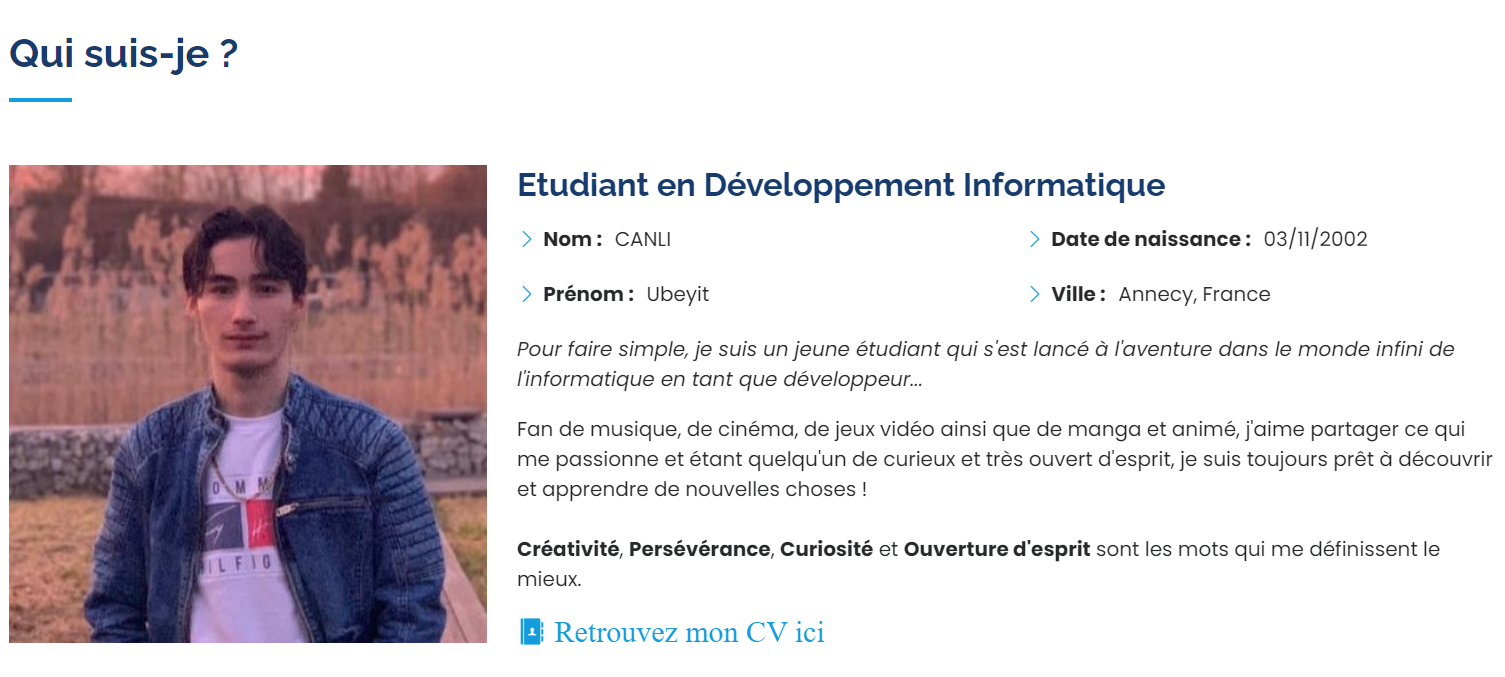 Qui suis-je ?
Etudiant en Développement Informatique
Nom : CANLI
Date de naissance : 03/11/2002
Prénom : Ubeyit
Ville : Annecy, France
Pour faire simple, je suis un jeune étudiant qui s'est lancé à l'aventure dans le monde infini de
l'informatique en tant que développeur...
Fan de musique, de cinéma, de jeux vidéo ainsi que de manga et animé, j'aime partager ce qui
me passionne et étant quelqu'un de curieux et très ouvert d'esprit, je suis toujours prêt à découvrir
et apprendre de nouvelles choses !
Créativité, Persévérance, Curiosité et Ouverture d'esprit sont les mots qui me définissent le
mieux.
Retrouvez mon CV ici
OMM
ILFIG